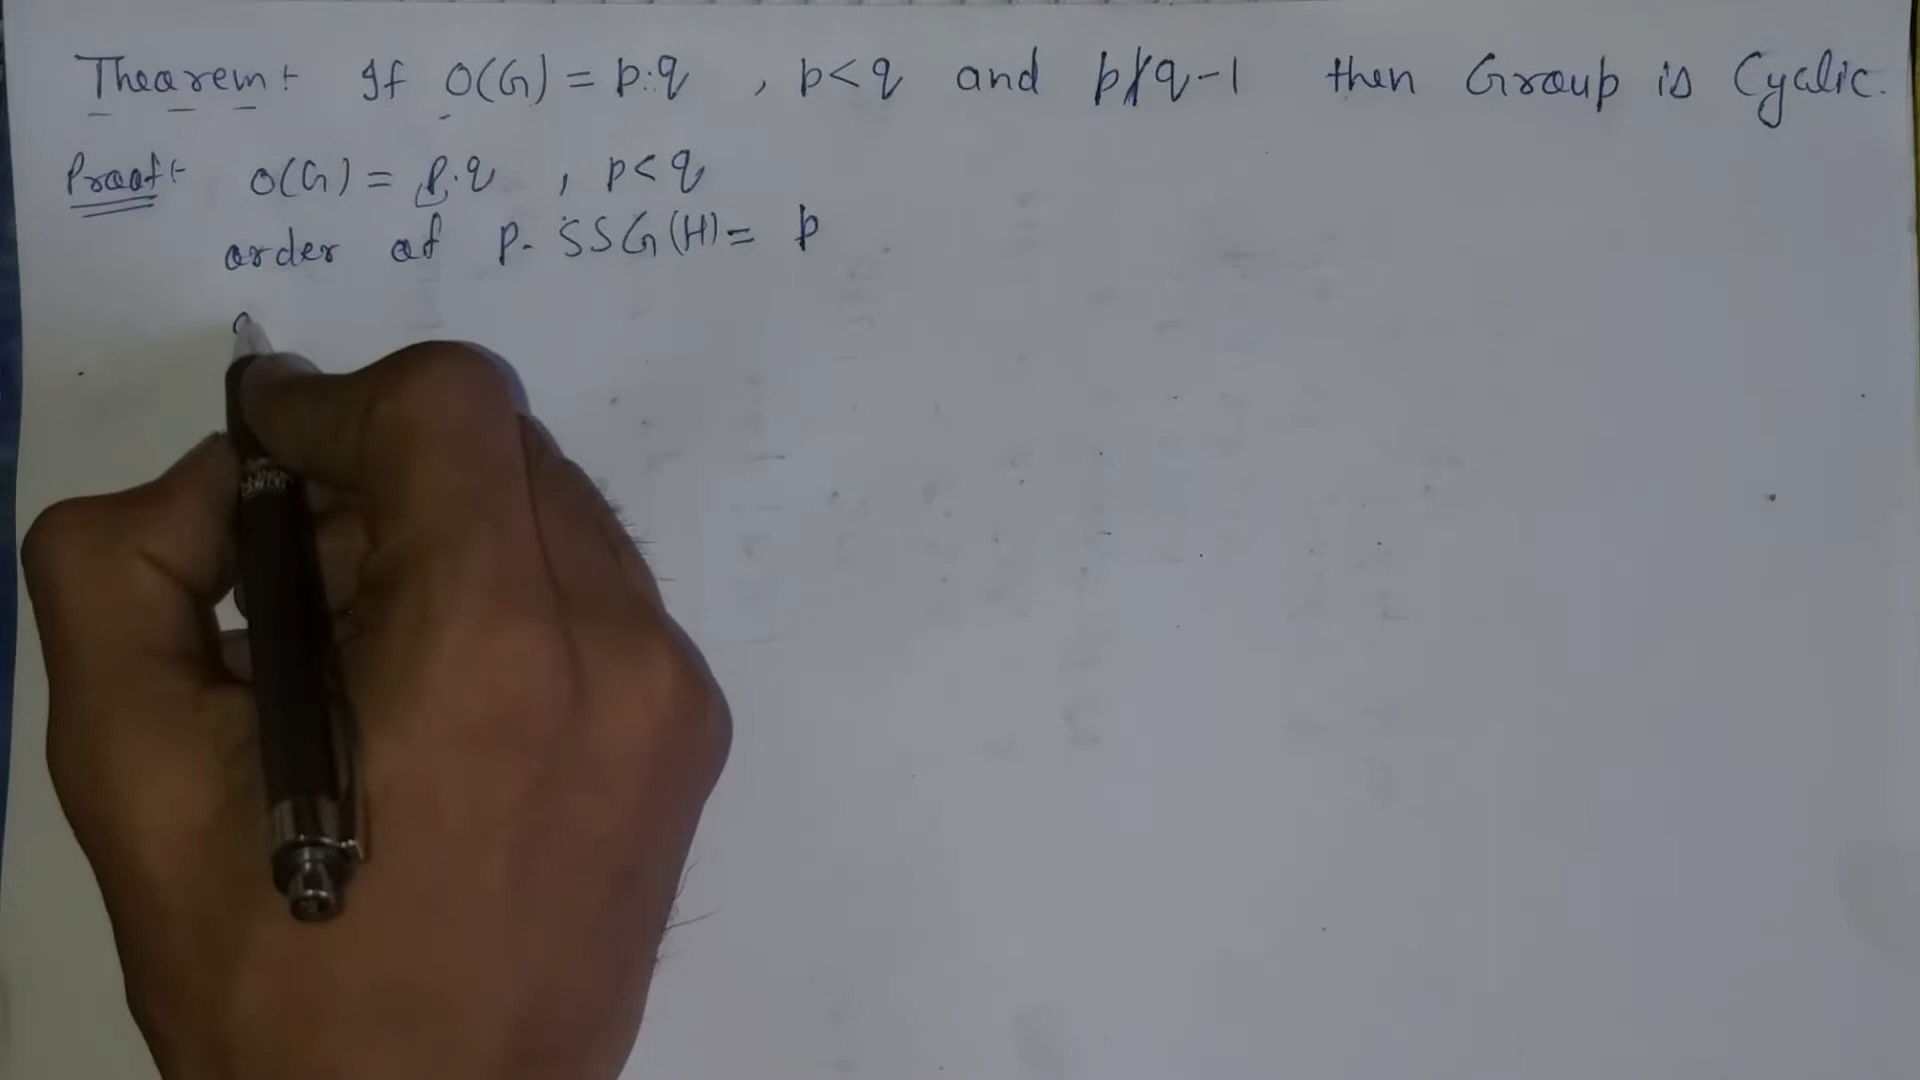 Theorem:- If O(G) = p.q , p<q and p∤q-1 then Group is Cyclic.
Proof:- O(G) = p.q , p<q
order of p- SSG(H) = p
o